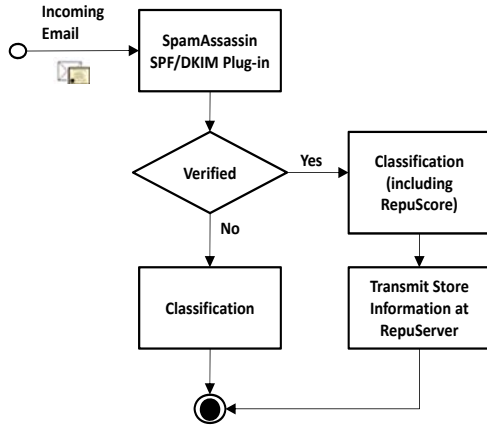 Incoming
Email
SpamAssassin
SPF/DKIM Plug-in
Verified
Yes
No
Classification
(including
RepuScore)
Classification
Transmit Store
Information at
RepuServer